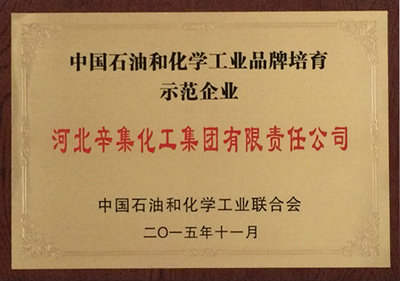 中国石油和化学工业品牌培育
示范企业
河北辛集化工集团有限责任公司
中国石油和化学工业联合会
二〇一五年十一月